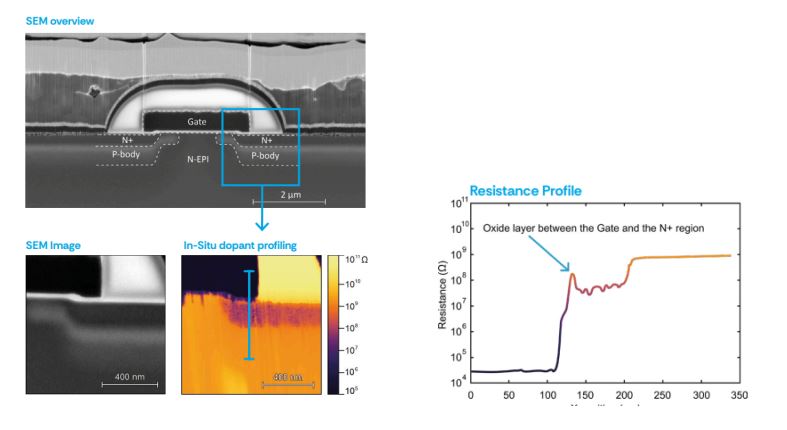 SEM overview
Gate
N+
N+
P-body
P-body
N-EPI
2 µm
SEM Image
In-Situ dopant profiling
400 nm
400 nm
10¹¹ Ω
10¹⁰
10⁹
10⁸
10⁷
10⁶
10⁵
Resistance Profile
Oxide layer between the Gate and the N+ region
Resistance (Ω)
10¹¹
10¹⁰
10⁹
10⁸
10⁷
10⁶
10⁵
10⁴
0 50 100 150 200 250 300 350